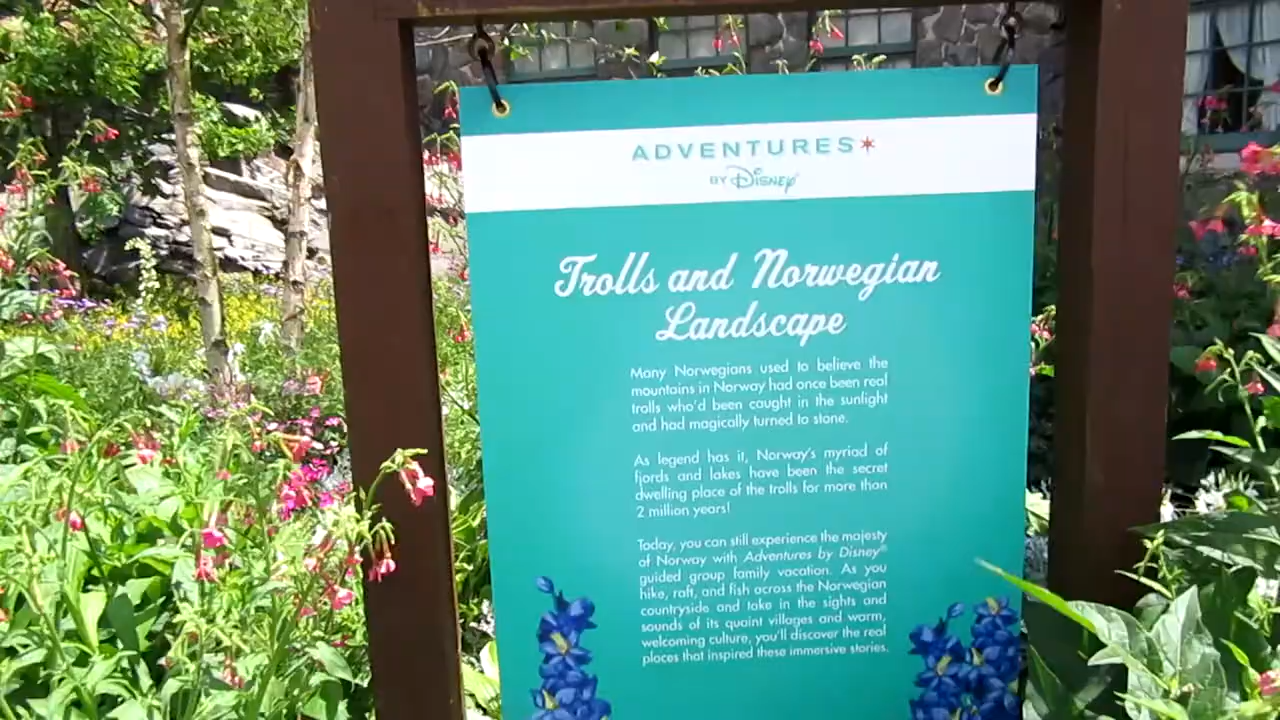 ADVENTURES
BY Disney
Trolls and Norwegian
Landscape
Many Norwegians used to believe the
mountains in Norway had once been real
trolls who'd been caught in the sunlight
and had magically turned to stone.
As legend has it, Norway's myriad of
fjords and lakes have been the secret
dwelling place of the trolls for more than
2 million years!
Today, you can still experience the majesty
of Norway with Adventures by Disney®
guided group family vacation. As you
hike, raft, and fish across the Norwegian
countryside and take in the sights and
sounds of its quaint villages and warm,
welcoming culture, you'll discover the real
places that inspired these immersive stories.